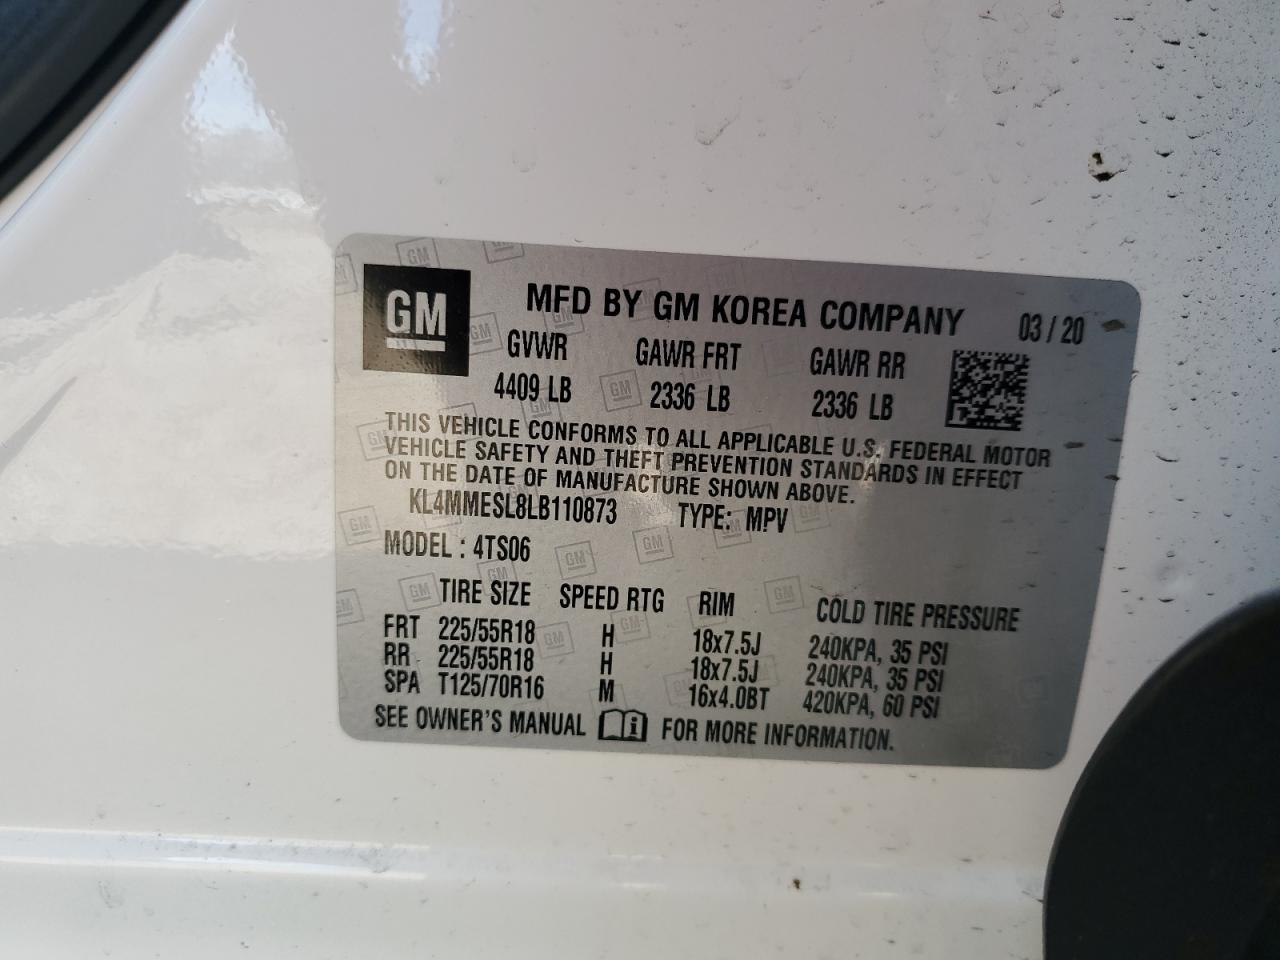 GM
MFD BY GM KOREA COMPANY 03/20
GVWR GAWR FRT GAWR RR
4409 LB 2336 LB 2336 LB
THIS VEHICLE CONFORMS TO ALL APPLICABLE U.S. FEDERAL MOTOR
VEHICLE SAFETY AND THEFT PREVENTION STANDARDS IN EFFECT
ON THE DATE OF MANUFACTURE SHOWN ABOVE.
KL4MMESL8LB110873 TYPE: MPV
MODEL : 4TS06
TIRE SIZE SPEED RTG RIM COLD TIRE PRESSURE
FRT 225/55R18 H 18x7.5J 240KPA, 35 PSI
RR 225/55R18 H 18x7.5J 240KPA, 35 PSI
SPA T125/70R16 M 16x4.0BT 420KPA, 60 PSI
SEE OWNER'S MANUAL i FOR MORE INFORMATION.